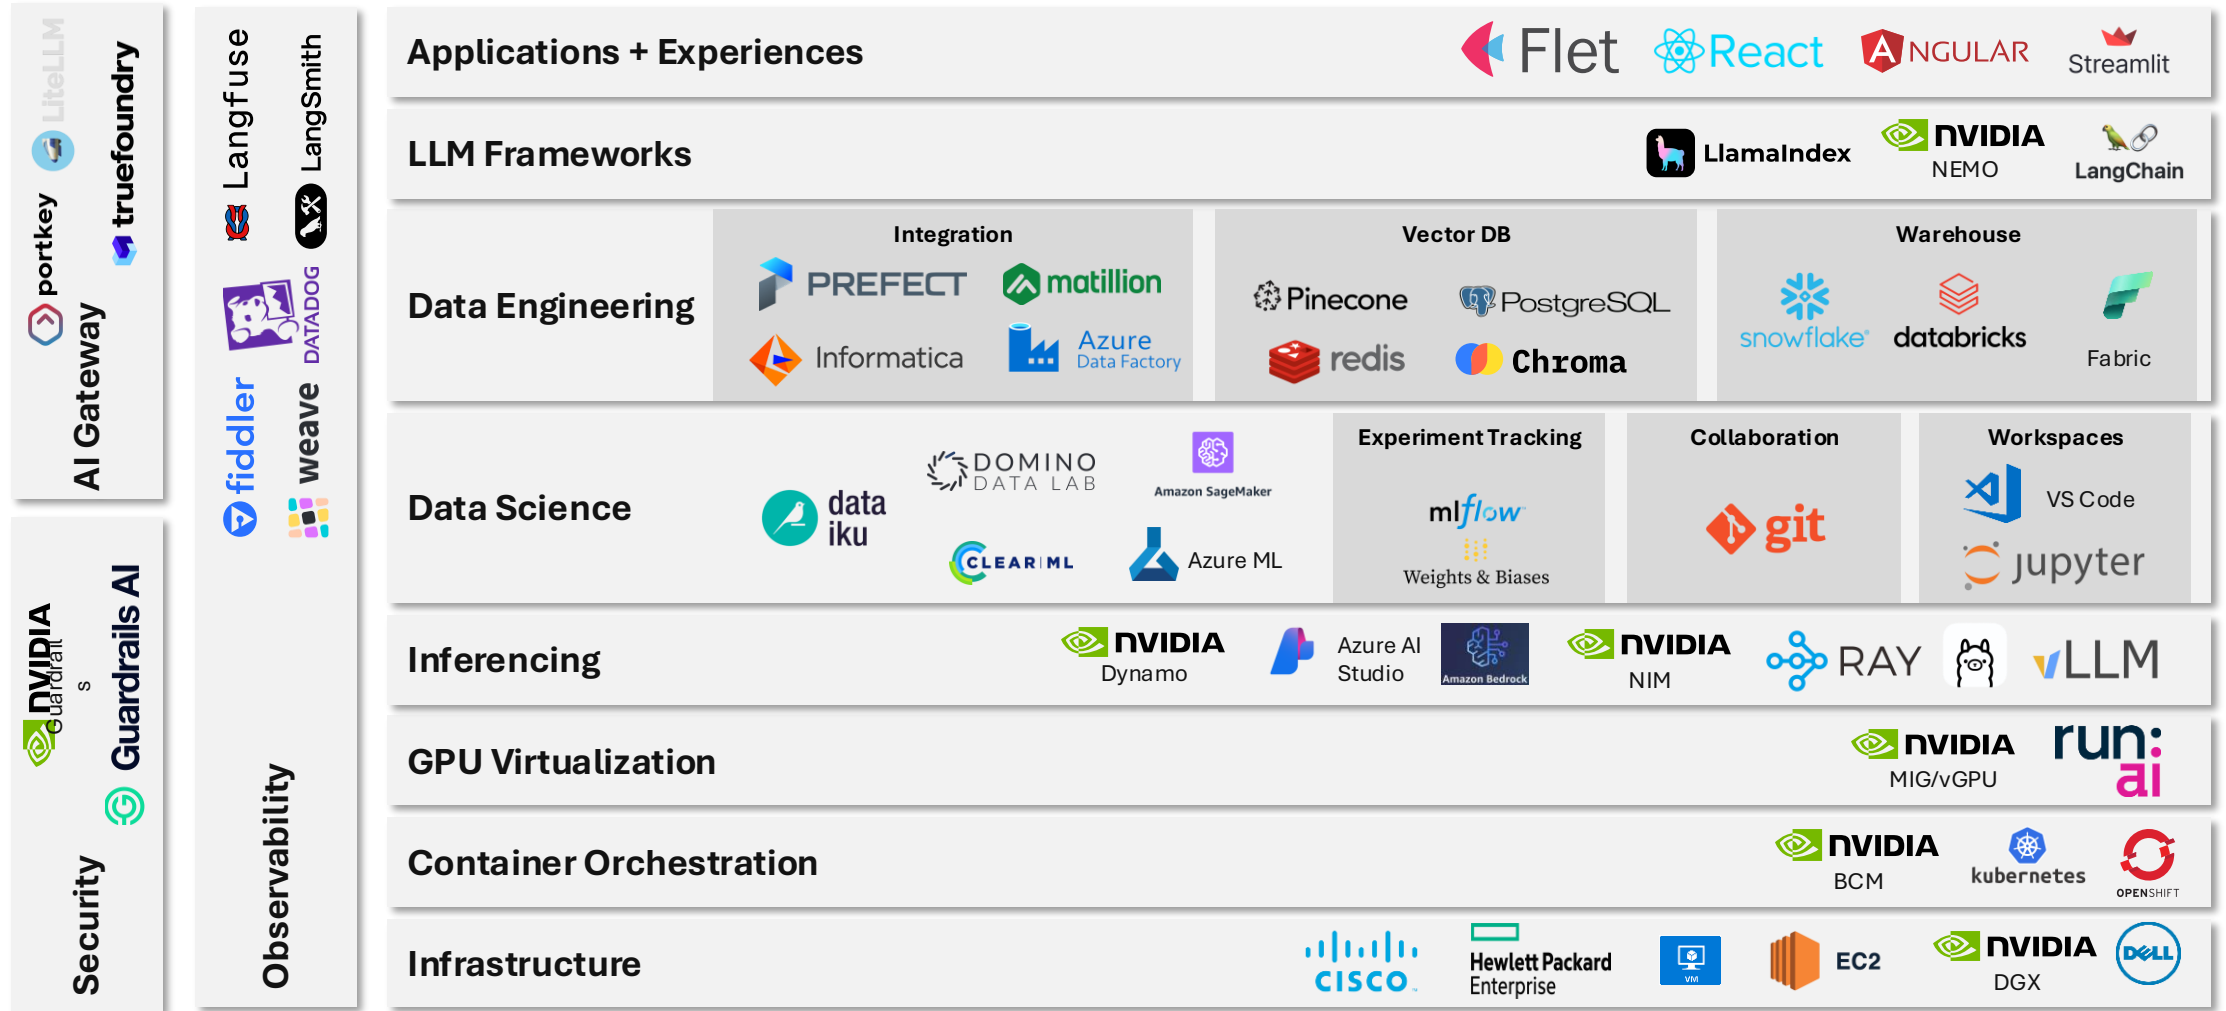 LiteLLM
truefoundry
portkey
AI Gateway
NVIDIA
Guardrail
s
Guardrails AI
Security
Langfuse
LangSmith
DATADOG
fiddler
weave
Observability
Applications + Experiences
Flet
React
ANGULAR
Streamlit
LLM Frameworks
LlamaIndex
NVIDIA
NEMO
LangChain
Data Engineering
Integration
PREFECT
matillion
Informatica
Azure
Data Factory
Vector DB
Pinecone
PostgreSQL
redis
Chroma
Warehouse
snowflake®
databricks
Fabric
Data Science
data
iku
DOMINO
DATA LAB
Amazon SageMaker
CLEAR|ML
Azure ML
Experiment Tracking
mlflow™
Weights & Biases
Collaboration
git
Workspaces
VS Code
jupyter
Inferencing
NVIDIA
Dynamo
Azure AI
Studio
Amazon Bedrock
NVIDIA
NIM
RAY
vLLM
GPU Virtualization
NVIDIA
MIG/vGPU
run:
ai
Container Orchestration
NVIDIA
BCM
kubernetes
OPENSHIFT
Infrastructure
CISCO
Hewlett Packard
Enterprise
VM
EC2
NVIDIA
DGX
DELL